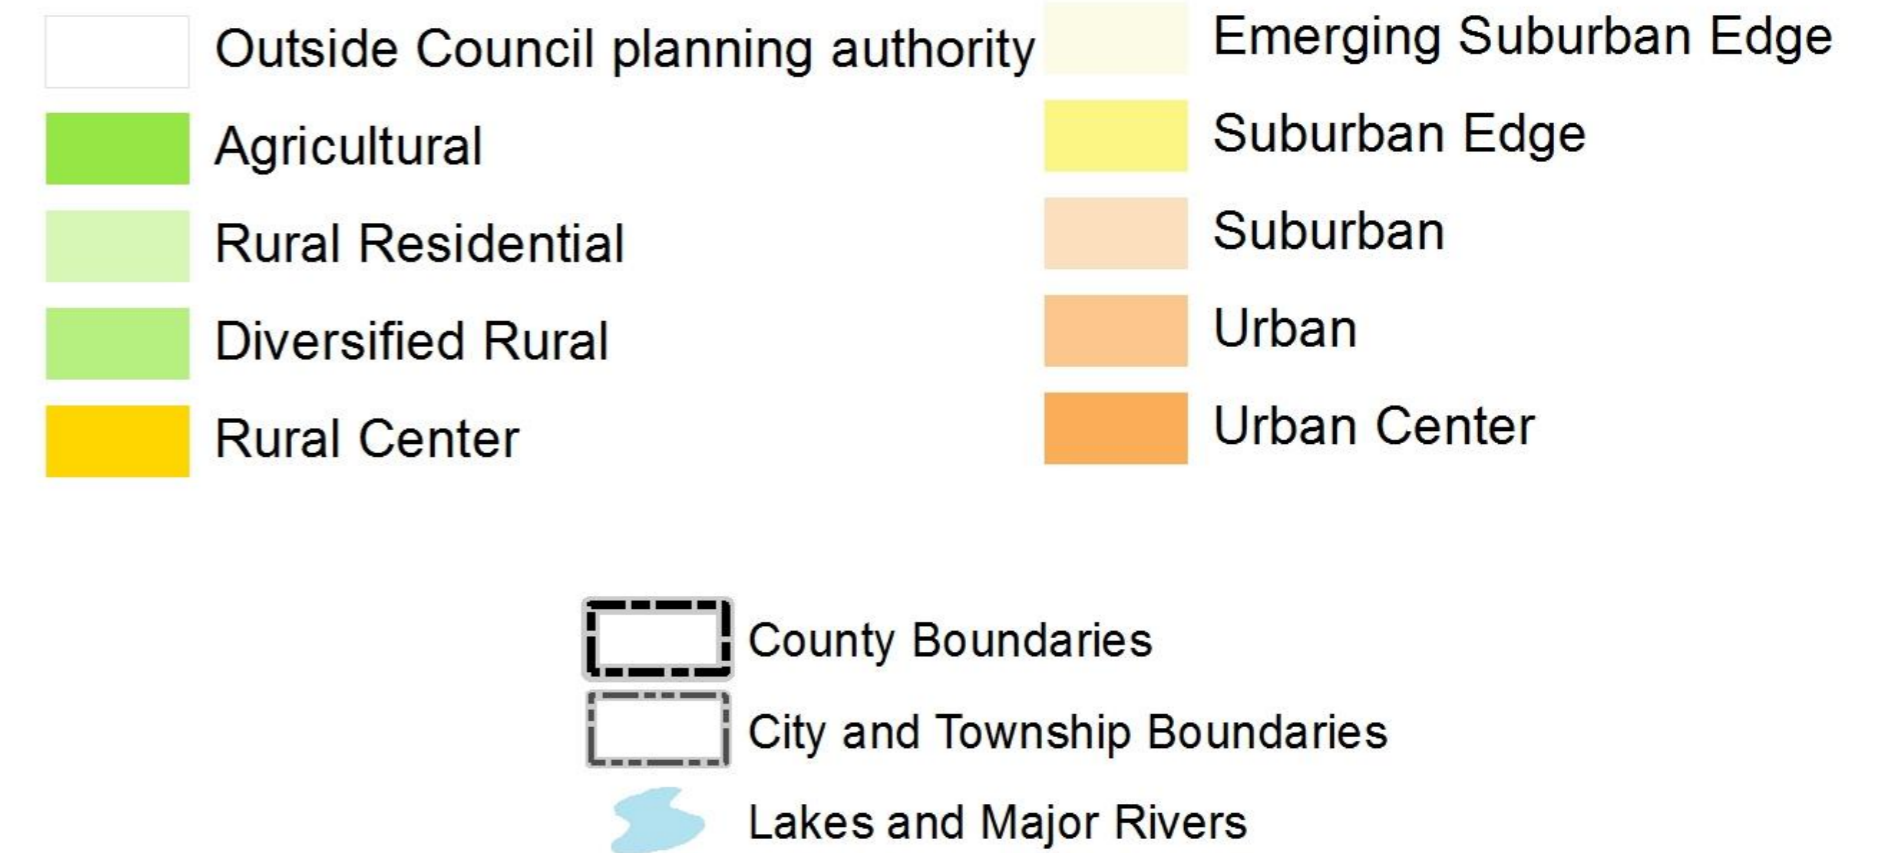 Outside Council planning authority
Agricultural
Rural Residential
Diversified Rural
Rural Center
Emerging Suburban Edge
Suburban Edge
Suburban
Urban
Urban Center
County Boundaries
City and Township Boundaries
Lakes and Major Rivers